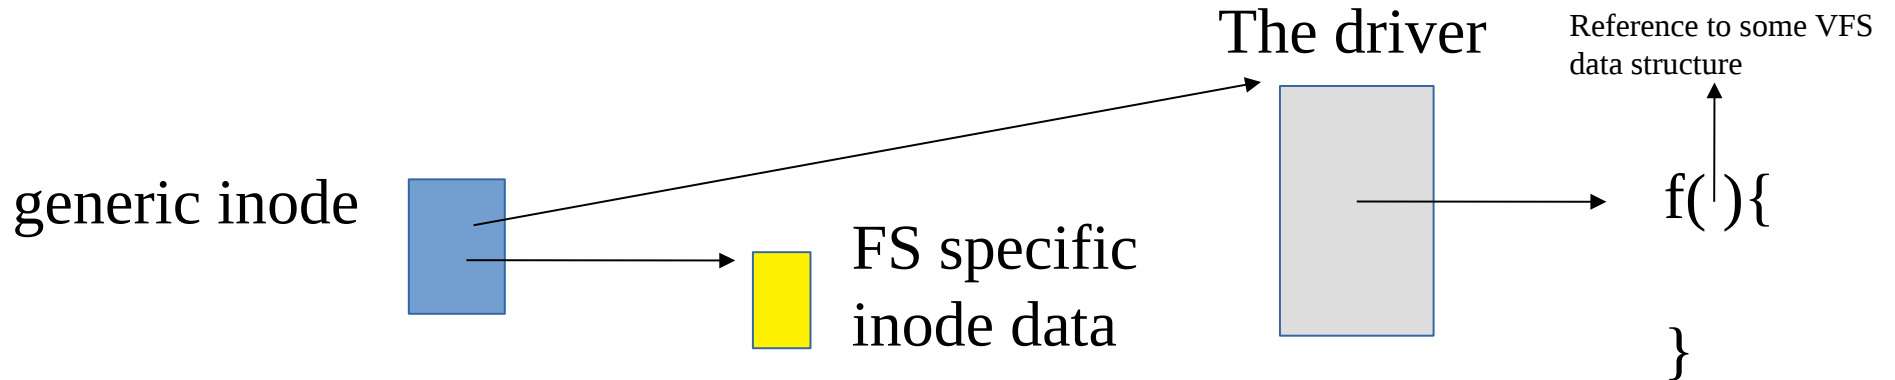 The driver
Reference to some VFS
data structure
generic inode
f( ){
FS specific
inode data
}